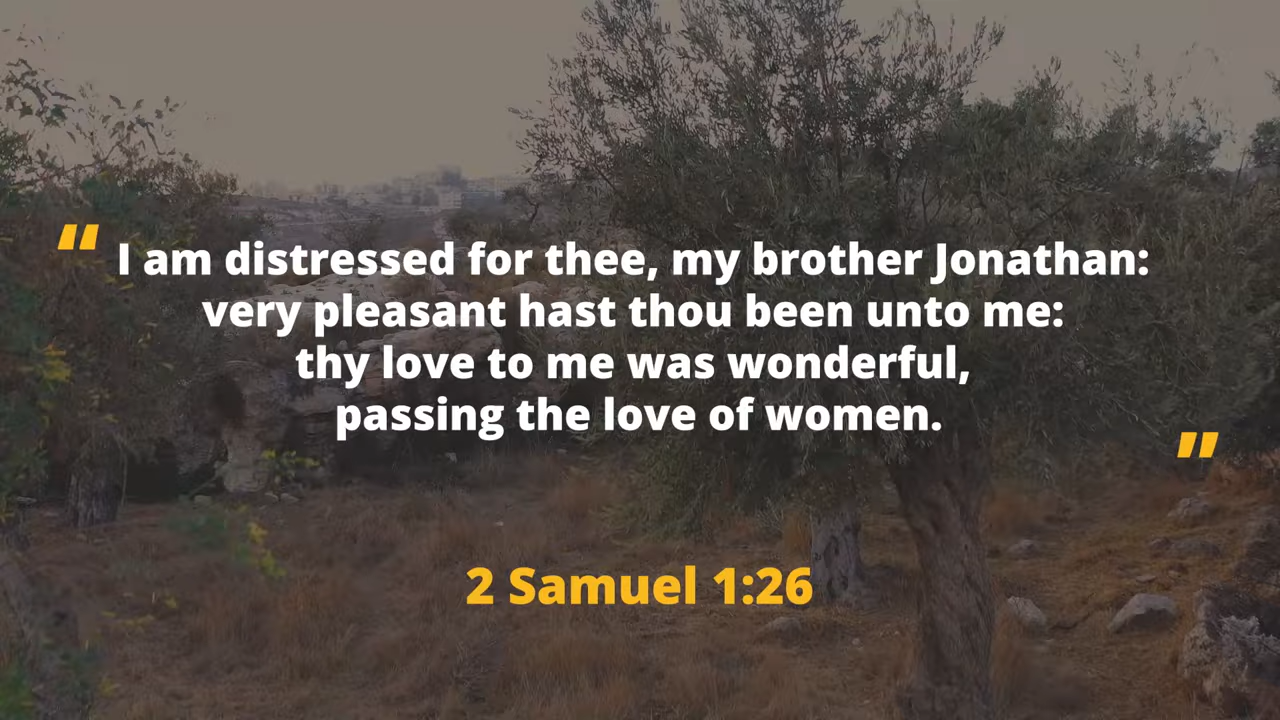 " I am distressed for thee, my brother Jonathan:
very pleasant hast thou been unto me:
thy love to me was wonderful,
passing the love of women. "
2 Samuel 1:26